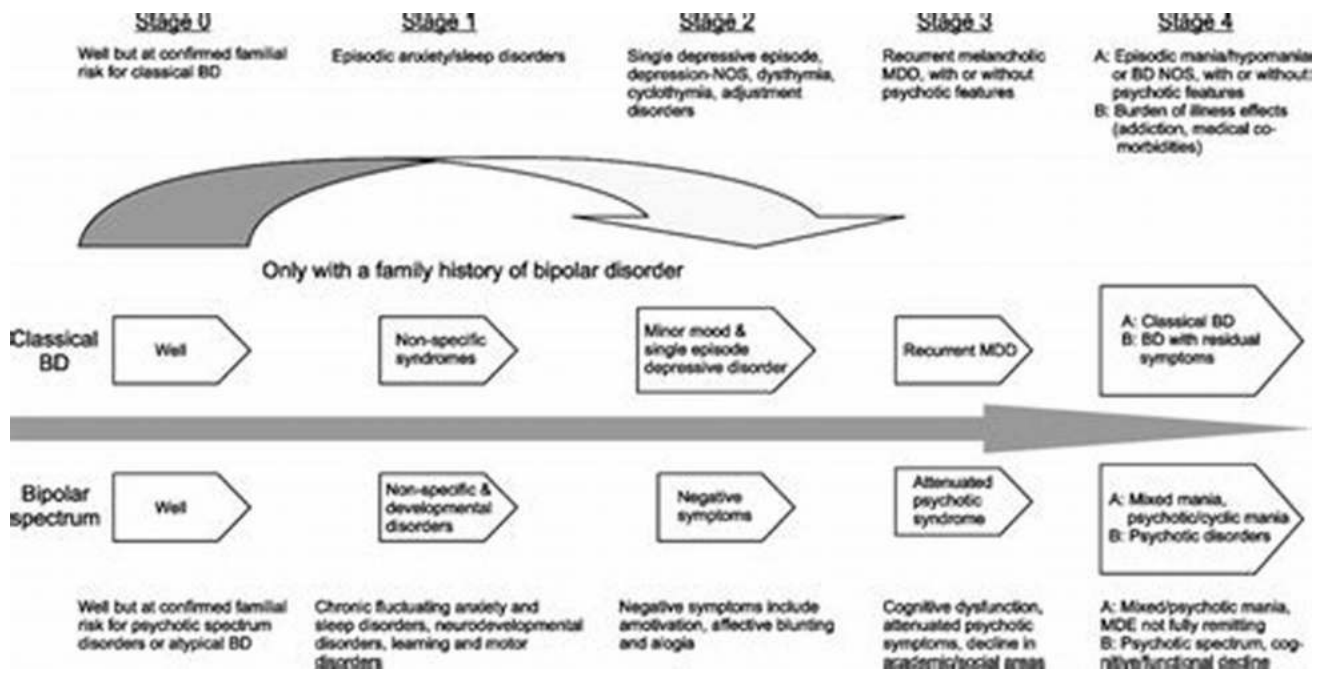 Stage 0
Stage 1
Stage 2
Stage 3
Stage 4
Well but at confirmed familial
risk for classical BD
Episodic anxiety/sleep disorders
Single depressive episode,
depression-NOS, dysthymia,
cyclothymia, adjustment
disorders
Recurrent melancholic
MDD, with or without
psychotic features
A: Episodic mania/hypomania
or BD NOS, with or without
psychotic features
B: Burden of illness effects
(addiction, medical co-
morbidities)
Only with a family history of bipolar disorder
Classical
BD
Well
Non-specific
syndromes
Minor mood &
single episode
depressive disorder
Recurrent MDD
A: Classical BD
B: BD with residual
symptoms
Bipolar
spectrum
Well
Non-specific &
developmental
disorders
Negative
symptoms
Attenuated
psychotic
syndrome
A: Mixed mania,
psychotic/cyclic mania
B: Psychotic disorders
Well but at confirmed familial
risk for psychotic spectrum
disorders or atypical BD
Chronic fluctuating anxiety and
sleep disorders, neurodevelopmental
disorders, learning and motor
disorders
Negative symptoms include
amotivation, affective blunting
and alogia
Cognitive dysfunction,
attenuated psychotic
symptoms, decline in
academic/social areas
A: Mixed/psychotic mania,
MDE not fully remitting
B: Psychotic spectrum, cog-
nitive/functional decline